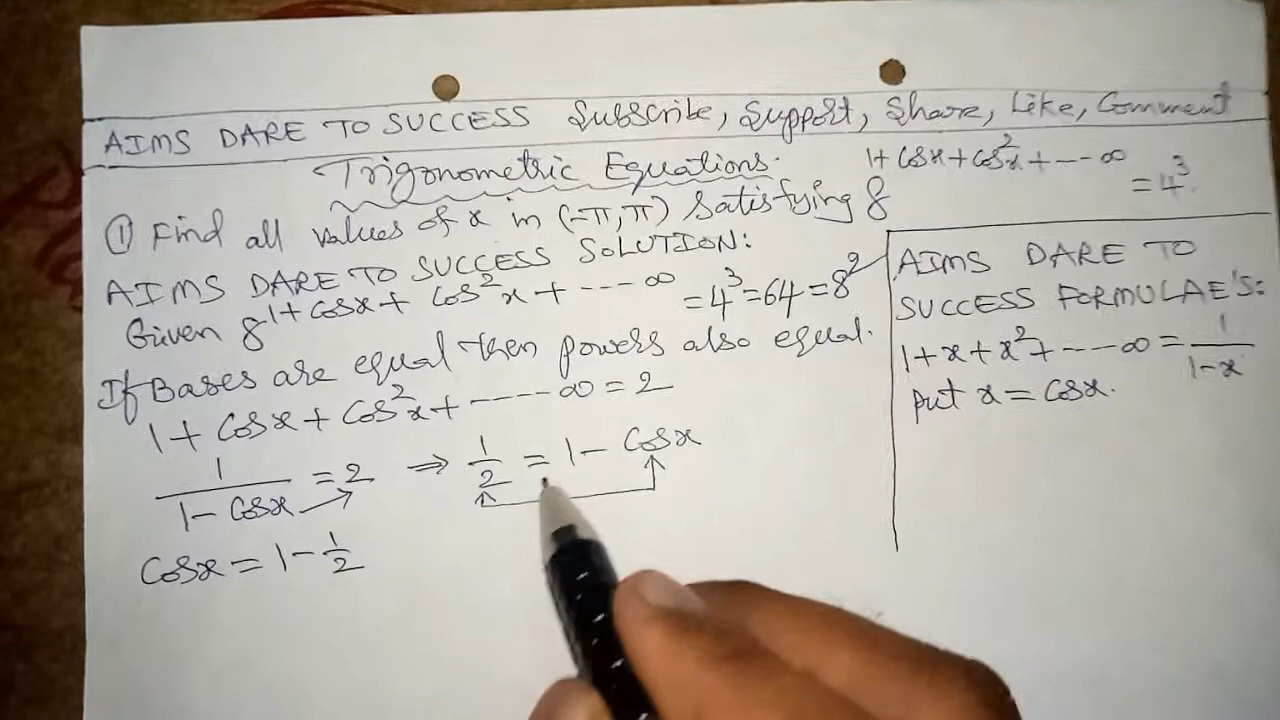 AIMS DARE TO SUCCESS Subscribe, Support, Share, Like, Comment
Trigonometric Equations.
① Find all values of x in (-π, π) satisfying 8^(1+cosx+cos²x+----∞) = 4³.
AIMS DARE TO SUCCESS SOLUTION:
Given 8^(1+cosx+cos²x+----∞) = 4³ = 64 = 8²
If Bases are equal then powers also equal.
1+cosx+cos²x+-----∞ = 2
1/(1-cosx) = 2 ⇒ 1/2 = 1-cosx
cosx = 1-1/2
AIMS DARE TO
SUCCESS FORMULAE'S:
1+x+x²+----∞ = 1/(1-x)
put x = cosx.